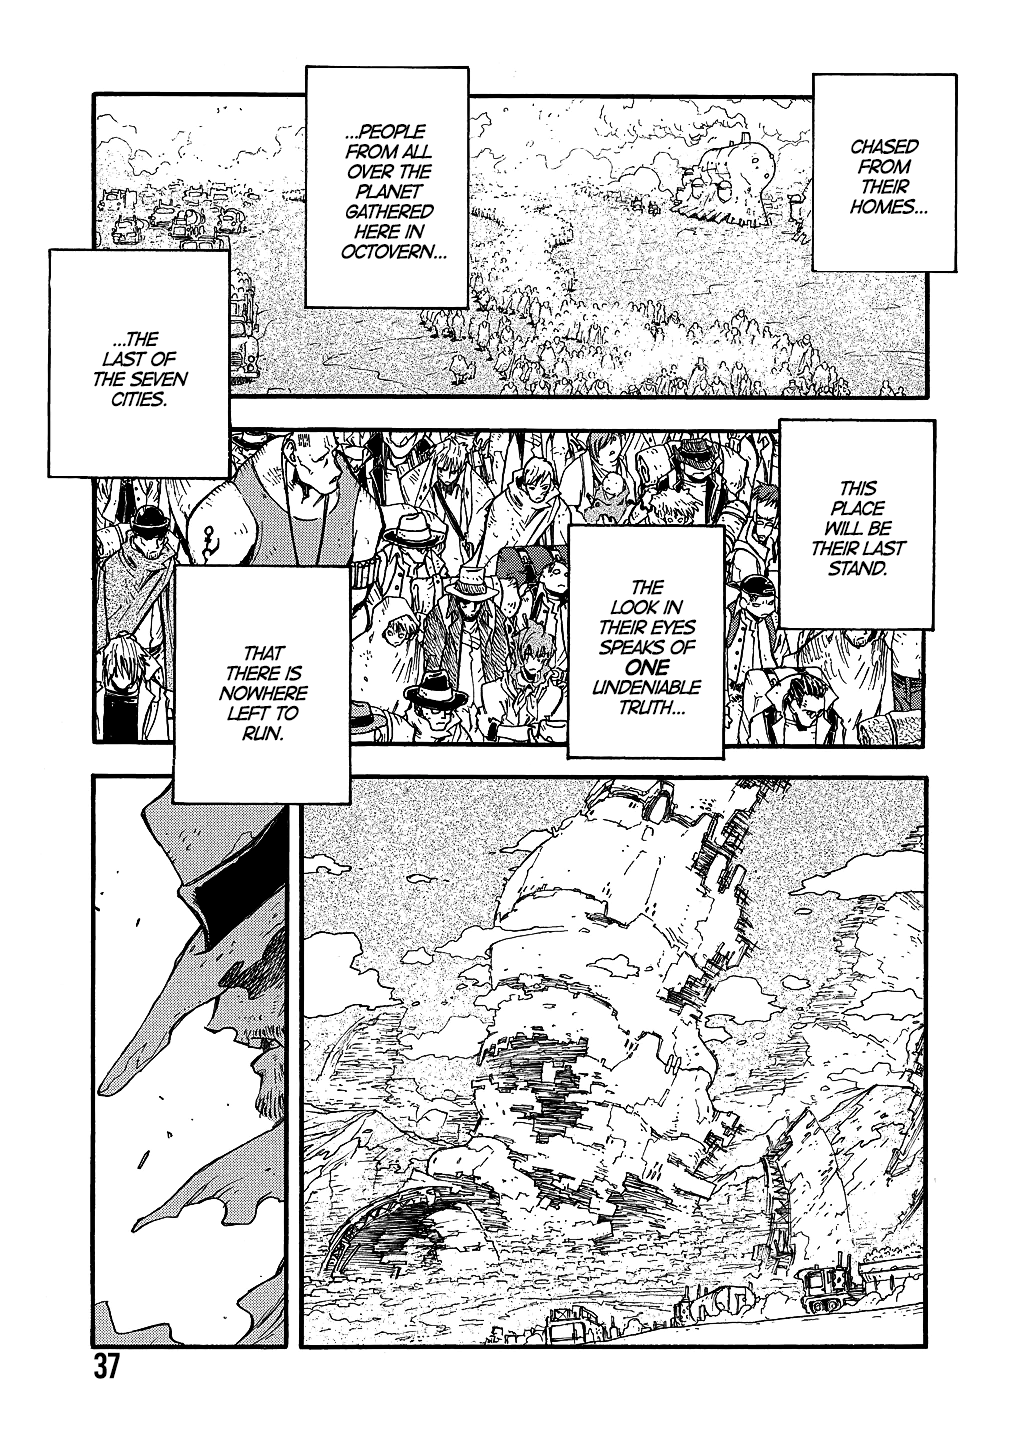 CHASED
FROM
THEIR
HOMES...
...PEOPLE
FROM ALL
OVER THE
PLANET
GATHERED
HERE IN
OCTOVERN...
...THE
LAST OF
THE SEVEN
CITIES.
THIS
PLACE
WILL BE
THEIR LAST
STAND.
THE
LOOK IN
THEIR EYES
SPEAKS OF
ONE
UNDENIABLE
TRUTH...
THAT
THERE IS
NOWHERE
LEFT TO
RUN.
37